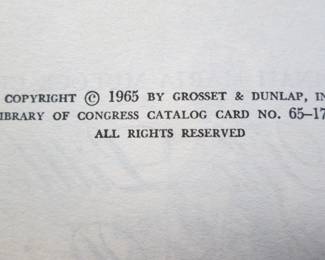 COPYRIGHT © 1965 BY GROSSET & DUNLAP, IN
IBRARY OF CONGRESS CATALOG CARD NO. 65-17
ALL RIGHTS RESERVED